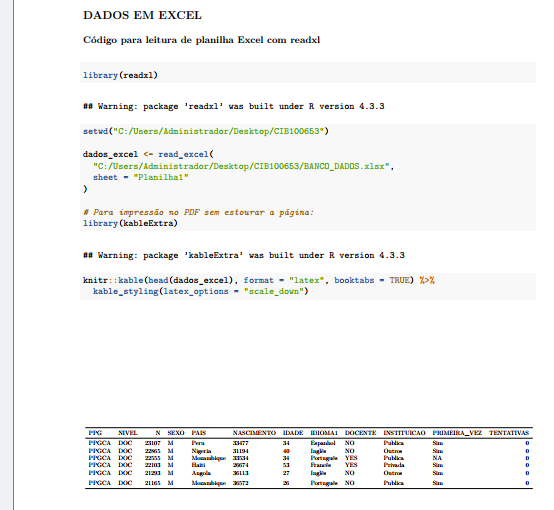 DADOS EM EXCEL
Código para leitura de planilha Excel com readxl
library(readxl)
## Warning: package 'readxl' was built under R version 4.3.3
setwd("C:/Users/Administrador/Desktop/CIB100653")
dados_excel <- read_excel(
"C:/Users/Administrador/Desktop/CIB100653/BANCO_DADOS.xlsx",
sheet = "Planilha1"
)
# Para impressão no PDF sem estourar a página:
library(kableExtra)
## Warning: package 'kableExtra' was built under R version 4.3.3
knitr::kable(head(dados_excel), format = "latex", booktabs = TRUE) %>%
kable_styling(latex_options = "scale_down")
PPG NIVEL N SEXO PAIS NASCIMENTO IDADE IDIOMA1 DOCENTE INSTITUICAO PRIMEIRA_VEZ TENTATIVAS
PPGCA DOC 23107 M Peru 33477 34 Espanhol NO Publica Sim 0
PPGCA DOC 22865 M Nigeria 31194 40 Inglês NO Outros Sim 0
PPGCA DOC 22555 M Mozambique 33534 34 Português YES Publica NA 0
PPGCA DOC 22103 M Haiti 26674 53 Francês YES Privada Sim 0
PPGCA DOC 21293 M Angola 36113 27 Inglês NO Outros Sim 0
PPGCA DOC 21165 M Mozambique 36572 26 Português NO Publica Sim 0